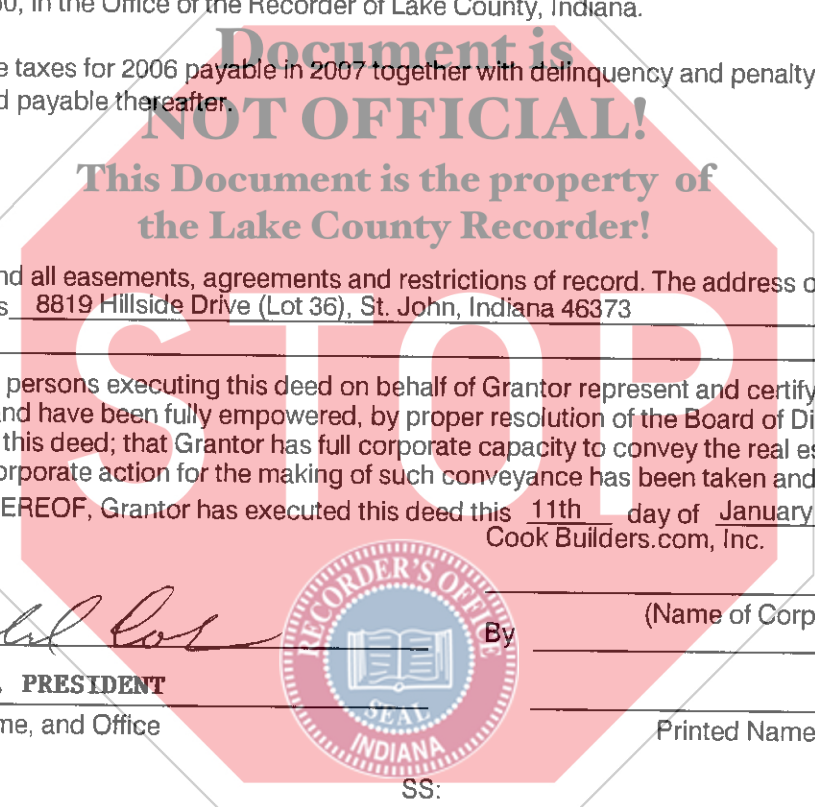 0, in the Office of the Recorder of Lake County, Indiana.
Document is
e taxes for 2006 payable in 2007 together with delinquency and penalty
d payable thereafter.
NOT OFFICIAL!
This Document is the property of
the Lake County Recorder!
nd all easements, agreements and restrictions of record. The address o
s 8819 Hillside Drive (Lot 36), St. John, Indiana 46373
STOP
persons executing this deed on behalf of Grantor represent and certify
and have been fully empowered, by proper resolution of the Board of Di
this deed; that Grantor has full corporate capacity to convey the real es
orporate action for the making of such conveyance has been taken and
EREOF, Grantor has executed this deed this 11th day of January
Cook Builders.com, Inc.
RECORDER'S OFFICE
(Name of Corp
By
PRESIDENT
SEAL
me, and Office
Printed Name
INDIANA
SS: